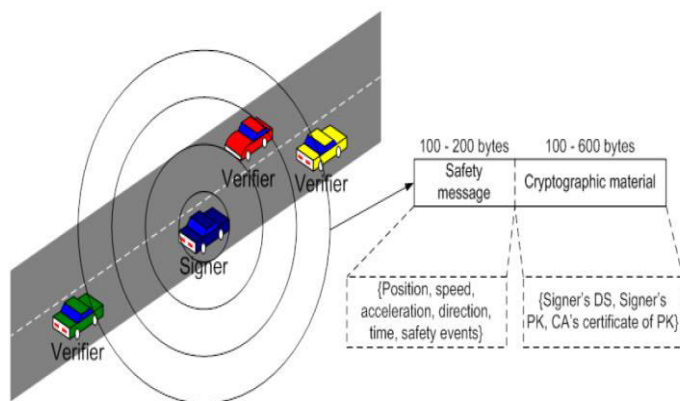 Verifier
Verifier
Signer
Verifier
100 - 200 bytes
100 - 600 bytes
Safety
message
Cryptographic material
{Position, speed,
acceleration, direction,
time, safety events}
{Signer's DS, Signer's
PK, CA's certificate of PK}